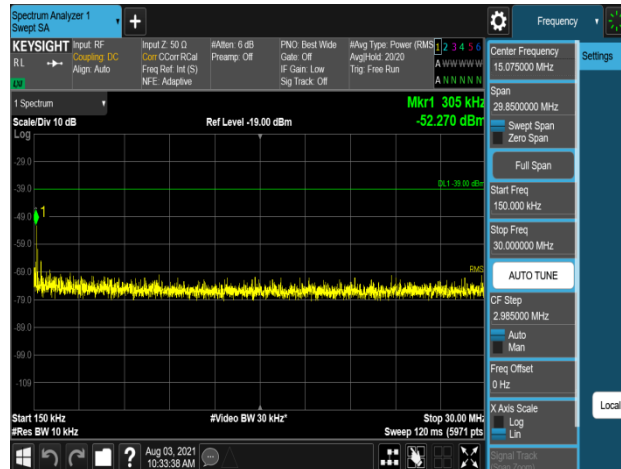 Spectrum Analyzer 1
Swept SA
Frequency
KEYSIGHT
RL
LXI
Input: RF
Coupling: DC
Align: Auto
Input Z: 50 Ω
Corr CCorr RCal
Freq Ref: Int (S)
NFE: Adaptive
#Atten: 6 dB
Preamp: Off
PNO: Best Wide
Gate: Off
IF Gain: Low
Sig Track: Off
#Avg Type: Power (RMS
Avg|Hold: 20/20
Trig: Free Run
1 2 3 4 5 6
A W W W W W
A N N N N N
1 Spectrum
Mkr1 305 kHz
Scale/Div 10 dB
Ref Level -19.00 dBm
-52.270 dBm
Log
-29.0
-39.0
DL1 -39.00 dBm
-49.0
1
-59.0
-69.0
RMS
-79.0
-89.0
-99.0
-109
Start 150 kHz
#Video BW 30 kHz*
Stop 30.00 MHz
#Res BW 10 kHz
Sweep 120 ms (5971 pts
Aug 03, 2021
10:33:38 AM
Settings
Center Frequency
15.075000 MHz
Span
29.8500000 MHz
Swept Span
Zero Span
Full Span
Start Freq
150.000 kHz
Stop Freq
30.000000 MHz
AUTO TUNE
CF Step
2.985000 MHz
Auto
Man
Freq Offset
0 Hz
X Axis Scale
Log
Lin
Local
Signal Track
(Span Zoom)